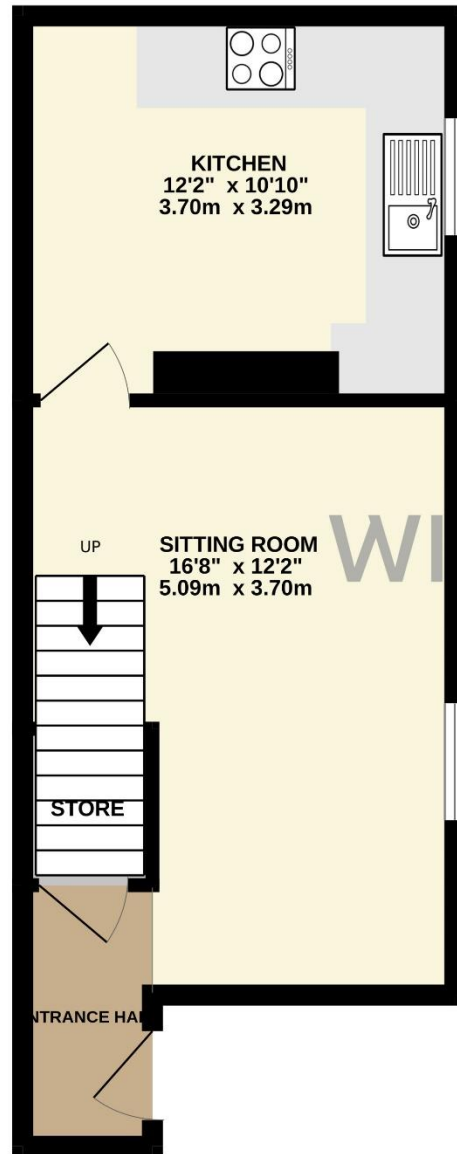 KITCHEN
12'2" x 10'10"
3.70m x 3.29m
UP
SITTING ROOM
16'8" x 12'2"
5.09m x 3.70m
STORE
NTRANCE HA